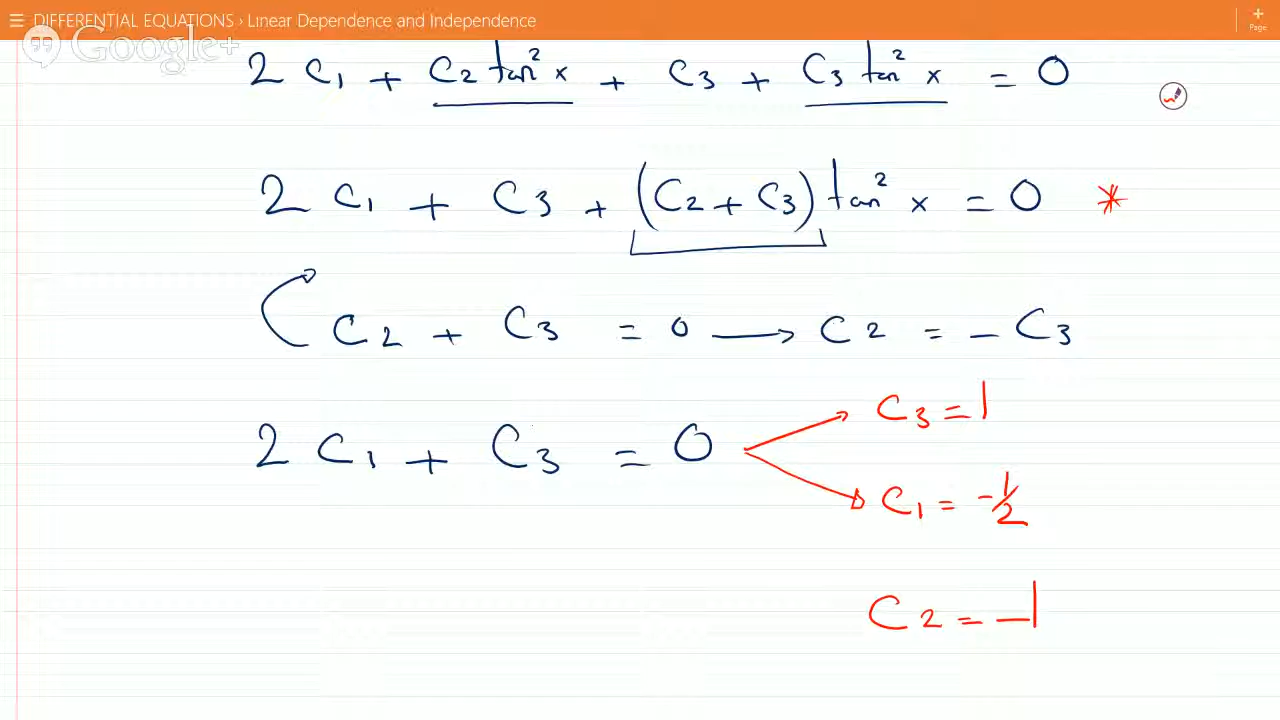 DIFFERENTIAL EQUATIONS › Linear Dependence and Independence
Page
Google+
2 C1 + C2 tan² x + C3 + C3 tan² x = 0
2 C1 + C3 + (C2 + C3) tan² x = 0 *
C2 + C3 = 0 → C2 = - C3
2 C1 + C3 = 0
C3 = 1
C1 = -1/2
C2 = -1